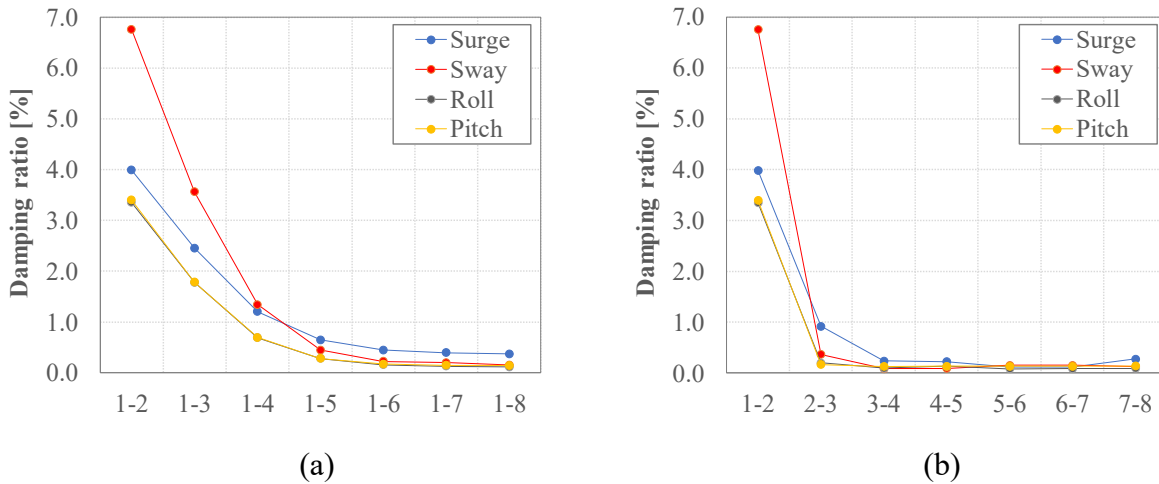 Damping ratio [%]
7.0
6.0
5.0
4.0
3.0
2.0
1.0
0.0
Surge
Sway
Roll
Pitch
1-2 1-3 1-4 1-5 1-6 1-7 1-8
(a)
Damping ratio [%]
7.0
6.0
5.0
4.0
3.0
2.0
1.0
0.0
Surge
Sway
Roll
Pitch
1-2 2-3 3-4 4-5 5-6 6-7 7-8
(b)